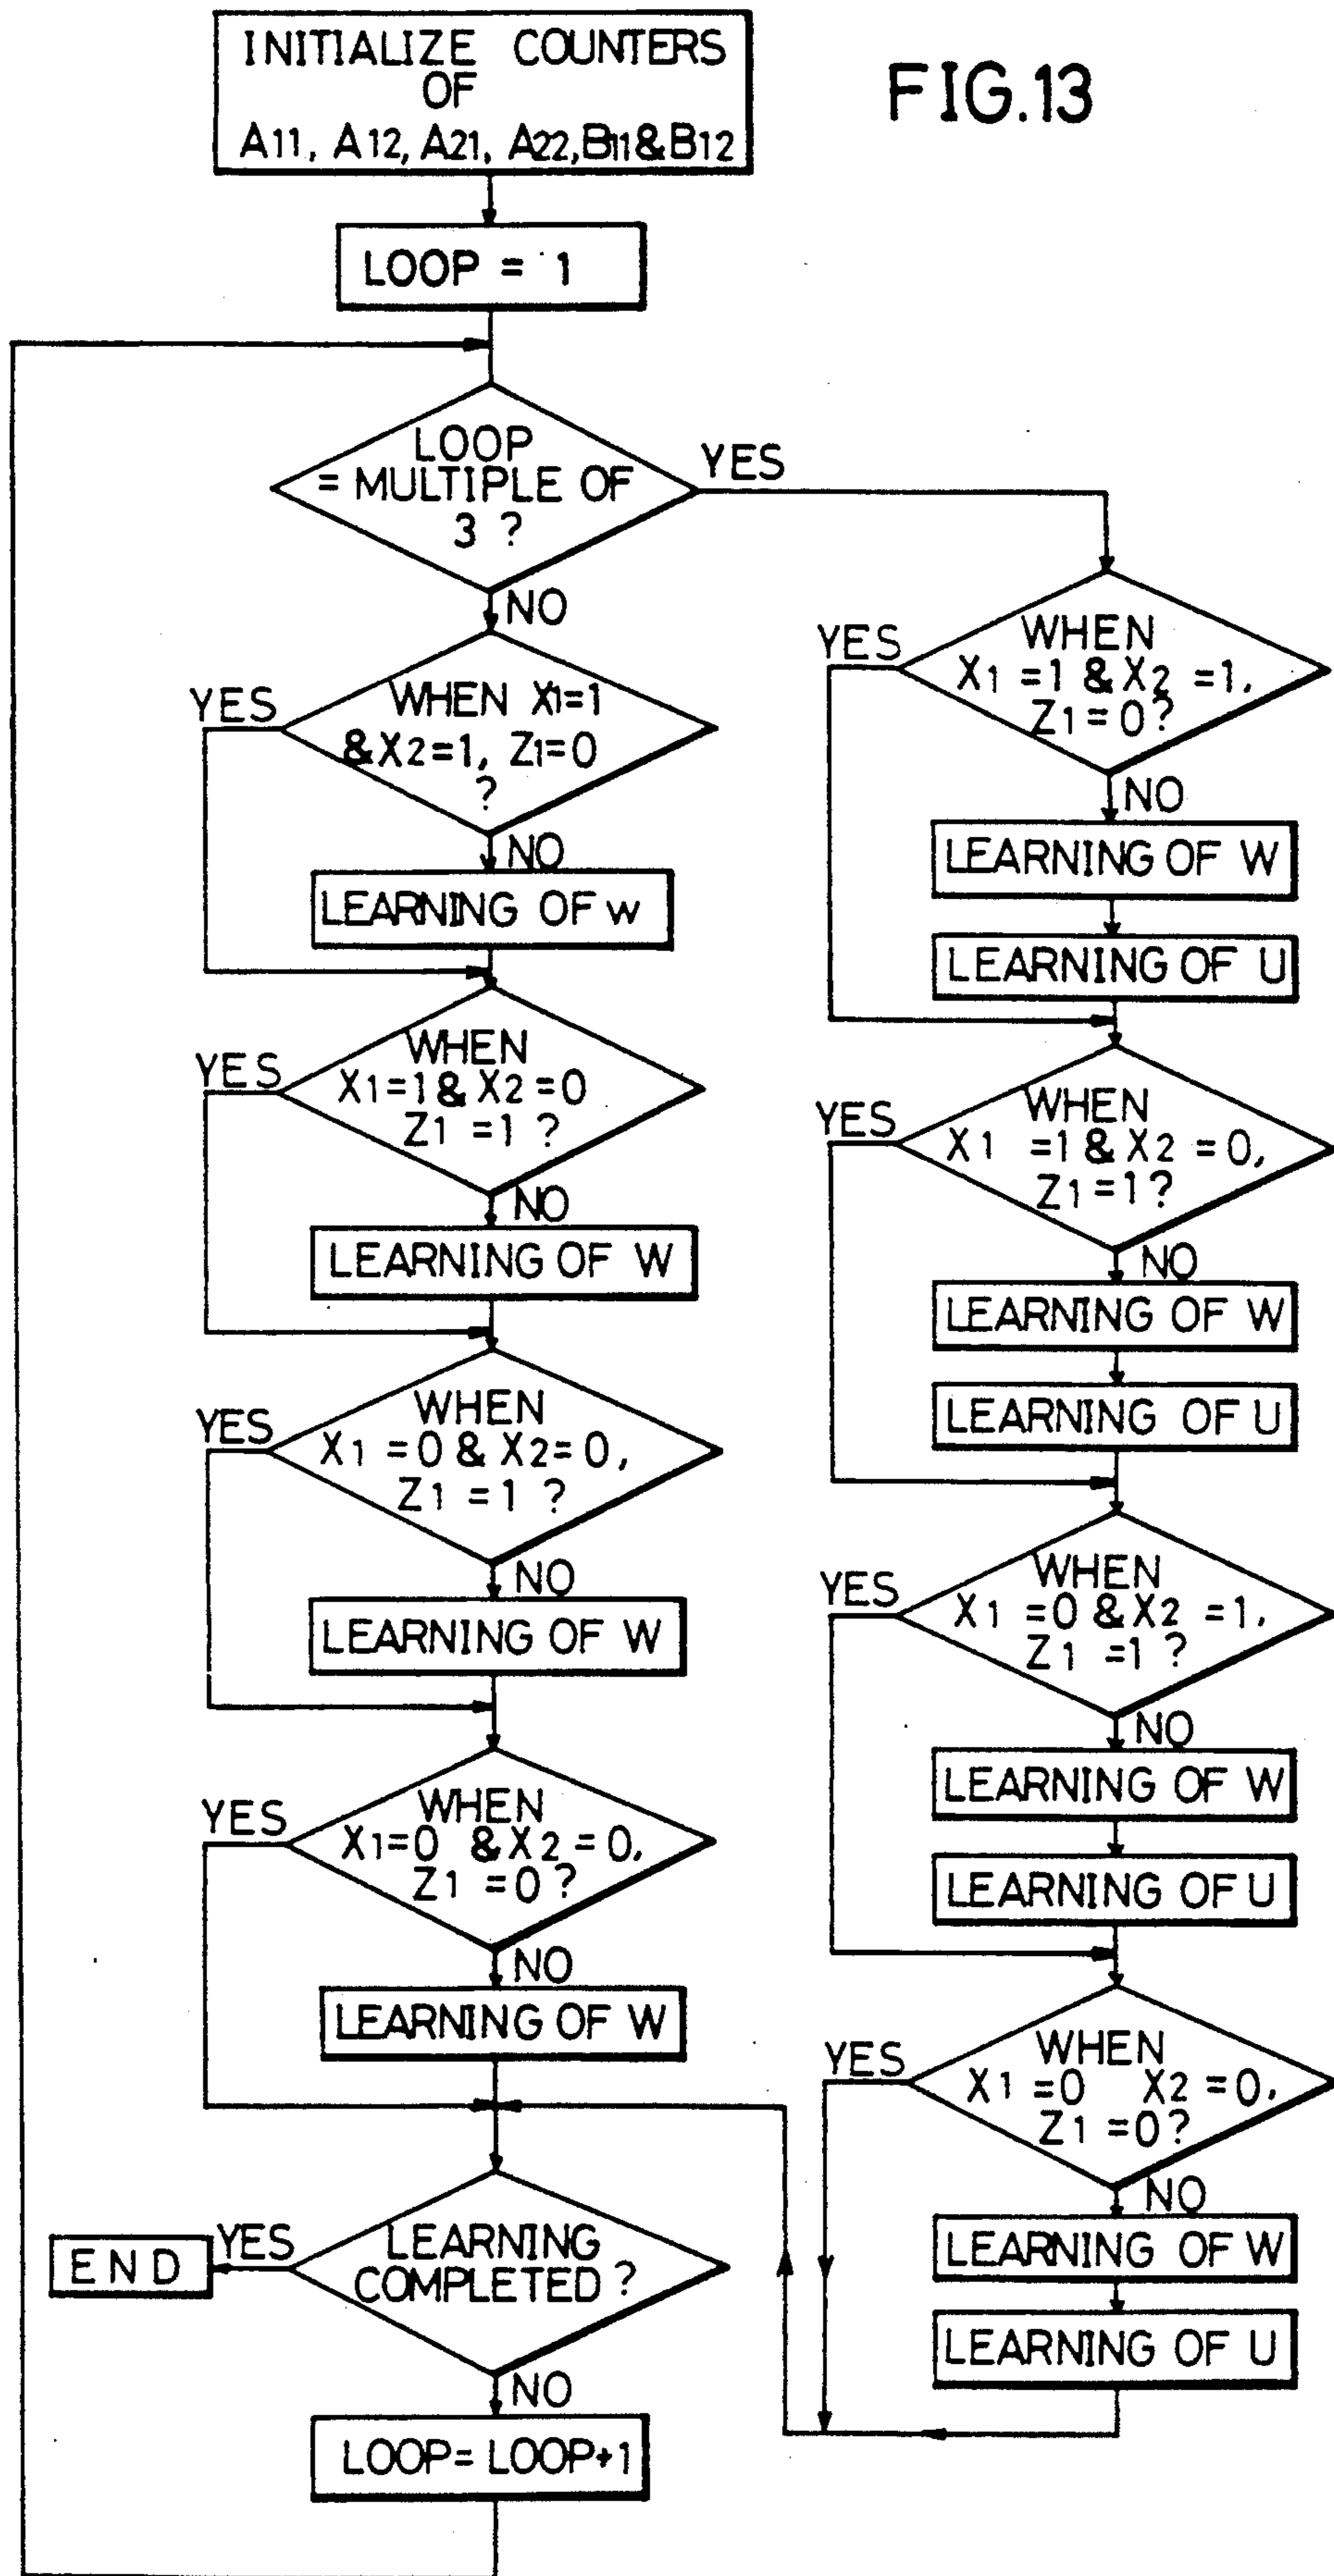 FIG.13
INITIALIZE COUNTERS
OF
A11, A12, A21, A22, B11 & B12
LOOP = 1
LOOP
= MULTIPLE OF
3 ?
YES
NO
WHEN X1=1
& X2=1, Z1=0
?
YES
NO
LEARNING OF w
WHEN
X1=1 & X2=0
Z1=1 ?
YES
NO
LEARNING OF W
WHEN
X1=0 & X2=0,
Z1=1 ?
YES
NO
LEARNING OF W
WHEN
X1=0 & X2=0,
Z1=0 ?
YES
NO
LEARNING OF W
LEARNING
COMPLETED ?
YES
END
NO
LOOP=LOOP+1
WHEN
X1=1 & X2=1,
Z1=0 ?
YES
NO
LEARNING OF W
LEARNING OF U
WHEN
X1=1 & X2=0,
Z1=1 ?
YES
NO
LEARNING OF W
LEARNING OF U
WHEN
X1=0 & X2=1,
Z1=1 ?
YES
NO
LEARNING OF W
LEARNING OF U
WHEN
X1=0 X2=0,
Z1=0 ?
YES
NO
LEARNING OF W
LEARNING OF U